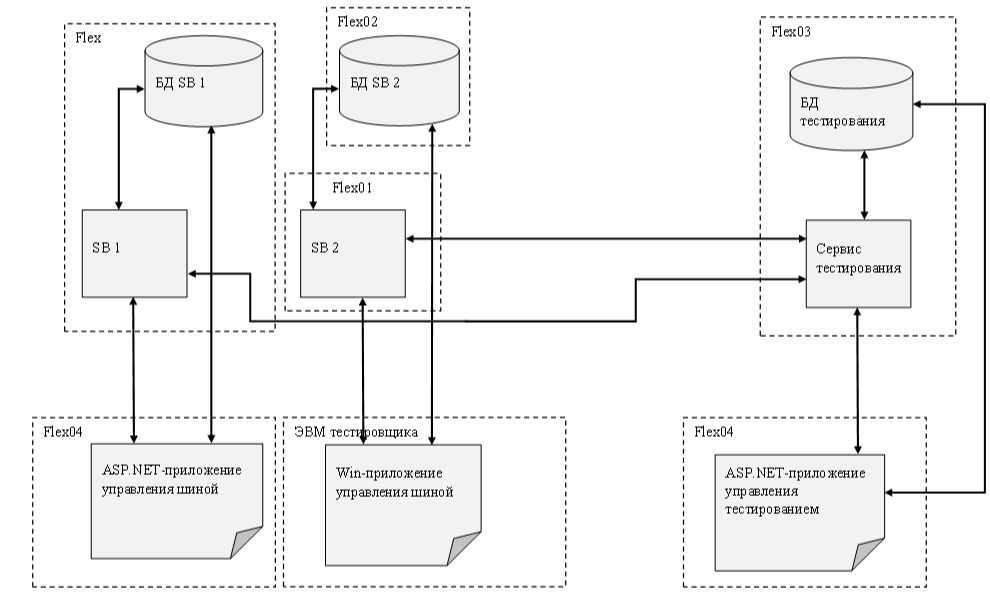 Flex
БД SB 1
SB 1
Flex02
БД SB 2
Flex01
SB 2
Flex03
БД
тестирования
Сервис
тестирования
Flex04
ASP.NET-приложение
управления шиной
ЭВМ тестировщика
Win-приложение
управления шиной
Flex04
ASP.NET-приложение
управления
тестированием